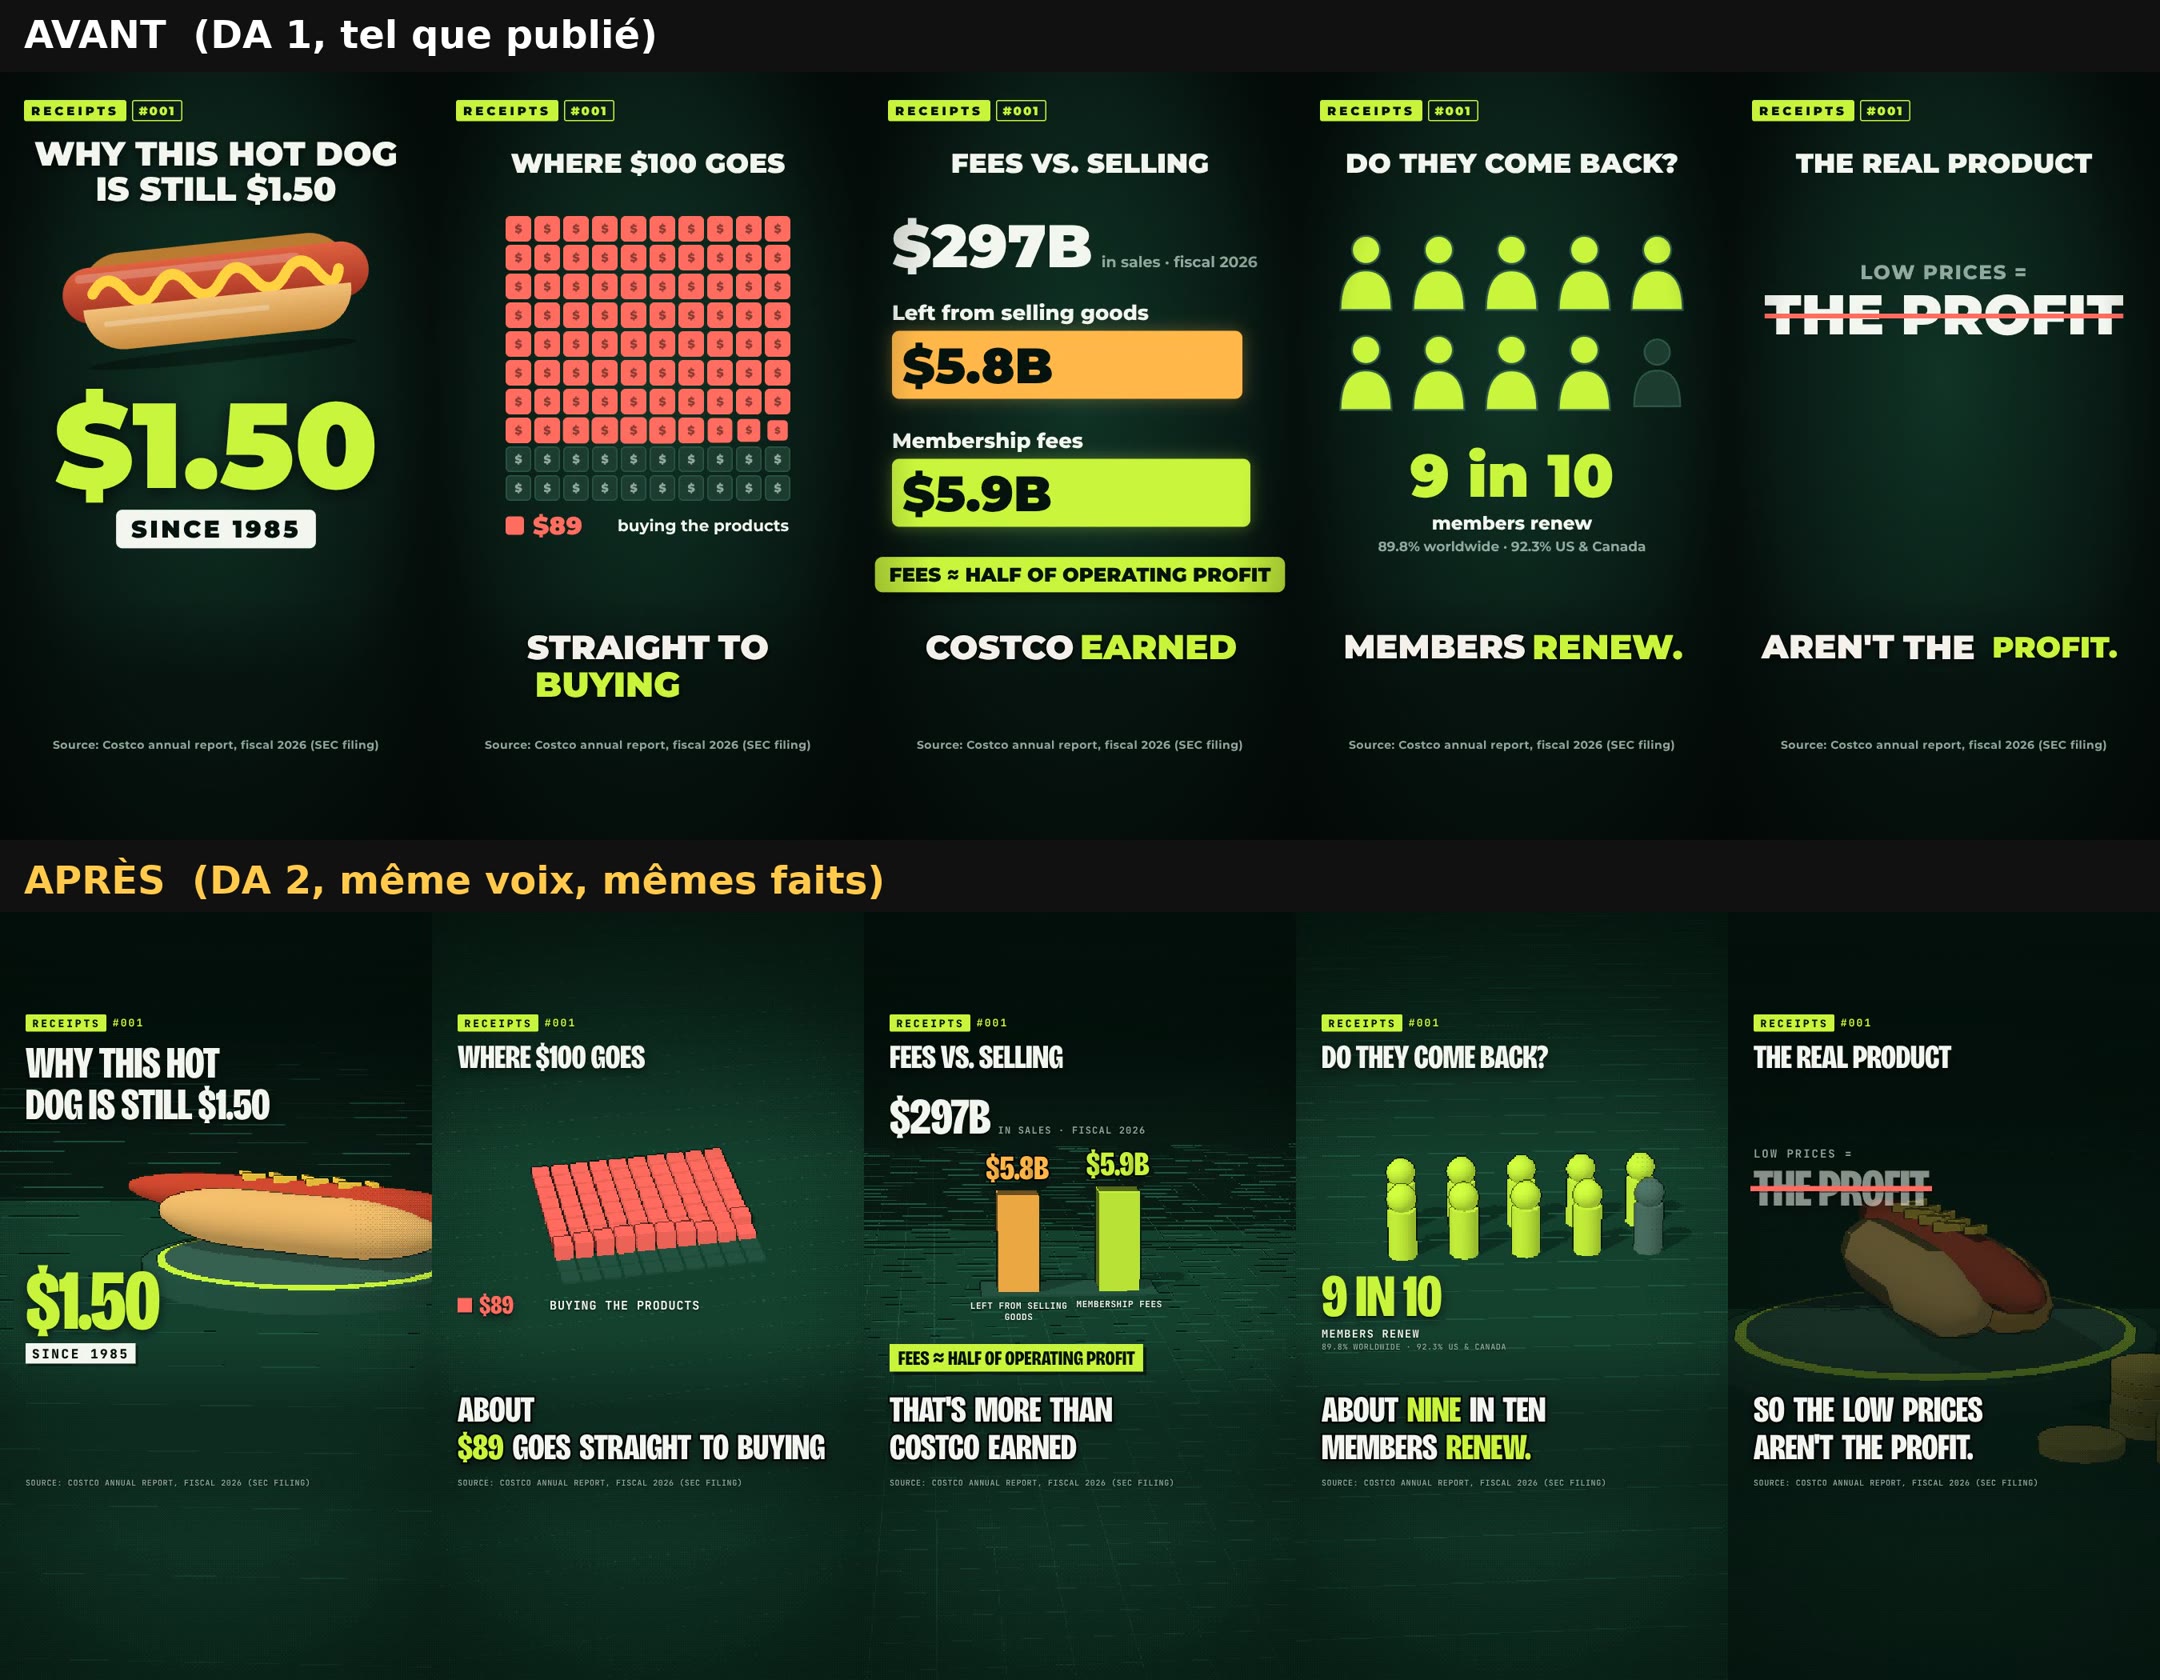 AVANT (DA 1, tel que publié)
RECEIPTS #001
WHY THIS HOT DOG
IS STILL $1.50
$1.50
SINCE 1985
RECEIPTS #001
WHERE $100 GOES
$ $ $ $ $ $ $ $ $ $
$ $ $ $ $ $ $ $ $ $
$ $ $ $ $ $ $ $ $ $
$ $ $ $ $ $ $ $ $ $
$ $ $ $ $ $ $ $ $ $
$ $ $ $ $ $ $ $ $ $
$ $ $ $ $ $ $ $ $ $
$ $ $ $ $ $ $ $ $ $
$ $ $ $ $ $ $ $ $ $
$ $ $ $ $ $ $ $ $ $
$89 buying the products
STRAIGHT TO
BUYING
RECEIPTS #001
FEES VS. SELLING
$297B in sales · fiscal 2026
Left from selling goods
$5.8B
Membership fees
$5.9B
FEES ≈ HALF OF OPERATING PROFIT
COSTCO EARNED
RECEIPTS #001
DO THEY COME BACK?
9 in 10
members renew
89.8% worldwide · 92.3% US & Canada
MEMBERS RENEW.
RECEIPTS #001
THE REAL PRODUCT
LOW PRICES =
THE PROFIT
AREN'T THE PROFIT.
Source: Costco annual report, fiscal 2026 (SEC filing)
Source: Costco annual report, fiscal 2026 (SEC filing)
Source: Costco annual report, fiscal 2026 (SEC filing)
Source: Costco annual report, fiscal 2026 (SEC filing)
Source: Costco annual report, fiscal 2026 (SEC filing)
APRÈS (DA 2, même voix, mêmes faits)
RECEIPTS #001
WHY THIS HOT
DOG IS STILL $1.50
$1.50
SINCE 1985
SOURCE: COSTCO ANNUAL REPORT, FISCAL 2026 (SEC FILING)
RECEIPTS #001
WHERE $100 GOES
$89 BUYING THE PRODUCTS
ABOUT
$89 GOES STRAIGHT TO BUYING
SOURCE: COSTCO ANNUAL REPORT, FISCAL 2026 (SEC FILING)
RECEIPTS #001
FEES VS. SELLING
$297B IN SALES · FISCAL 2026
$5.8B $5.9B
LEFT FROM SELLING
GOODS
MEMBERSHIP FEES
FEES ≈ HALF OF OPERATING PROFIT
THAT'S MORE THAN
COSTCO EARNED
SOURCE: COSTCO ANNUAL REPORT, FISCAL 2026 (SEC FILING)
RECEIPTS #001
DO THEY COME BACK?
9 IN 10
MEMBERS RENEW
89.8% WORLDWIDE · 92.3% US & CANADA
ABOUT NINE IN TEN
MEMBERS RENEW.
SOURCE: COSTCO ANNUAL REPORT, FISCAL 2026 (SEC FILING)
RECEIPTS #001
THE REAL PRODUCT
LOW PRICES =
THE PROFIT
SO THE LOW PRICES
AREN'T THE PROFIT.
SOURCE: COSTCO ANNUAL REPORT, FISCAL 2026 (SEC FILING)